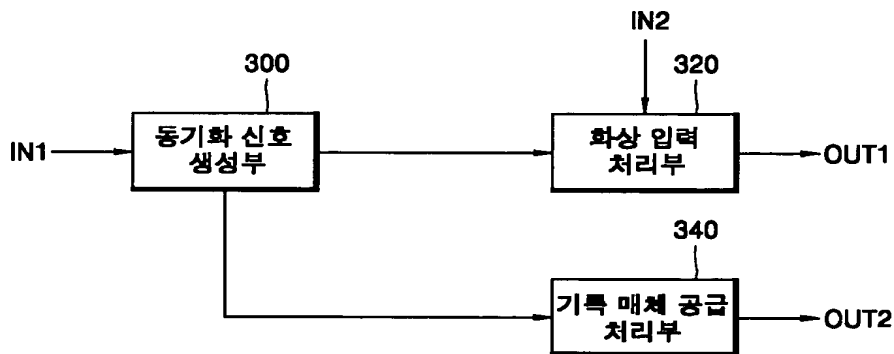 IN2
300
320
IN1
동기화 신호
생성부
화상 입력
처리부
OUT1
340
기록 매체 공급
처리부
OUT2